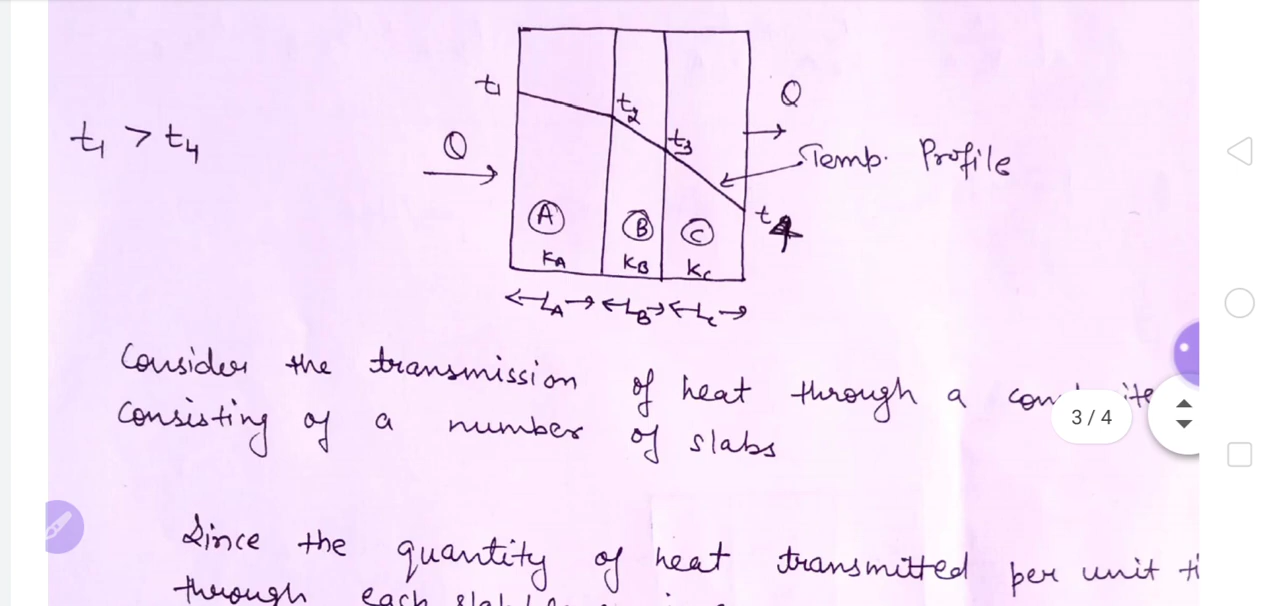 t1
t2
Q
t3
t1 > t4
Q
Temp. Profile
t4
A
B
C
KA
KB
Kc
LA
LB
Lc
Consider the transmission of heat through a
consisting of a number of slabs
3 / 4
Since the quantity of heat transmitted per unit
through each